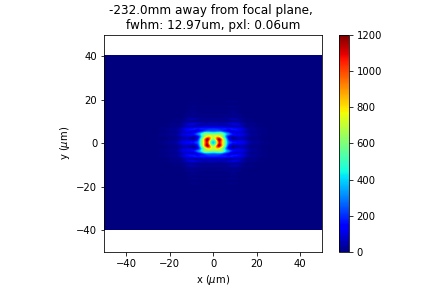 -232.0mm away from focal plane,
fwhm: 12.97um, pxl: 0.06um
40
20
0
−20
−40
y (μm)
−40 −20 0 20 40
x (μm)
1200
1000
800
600
400
200
0